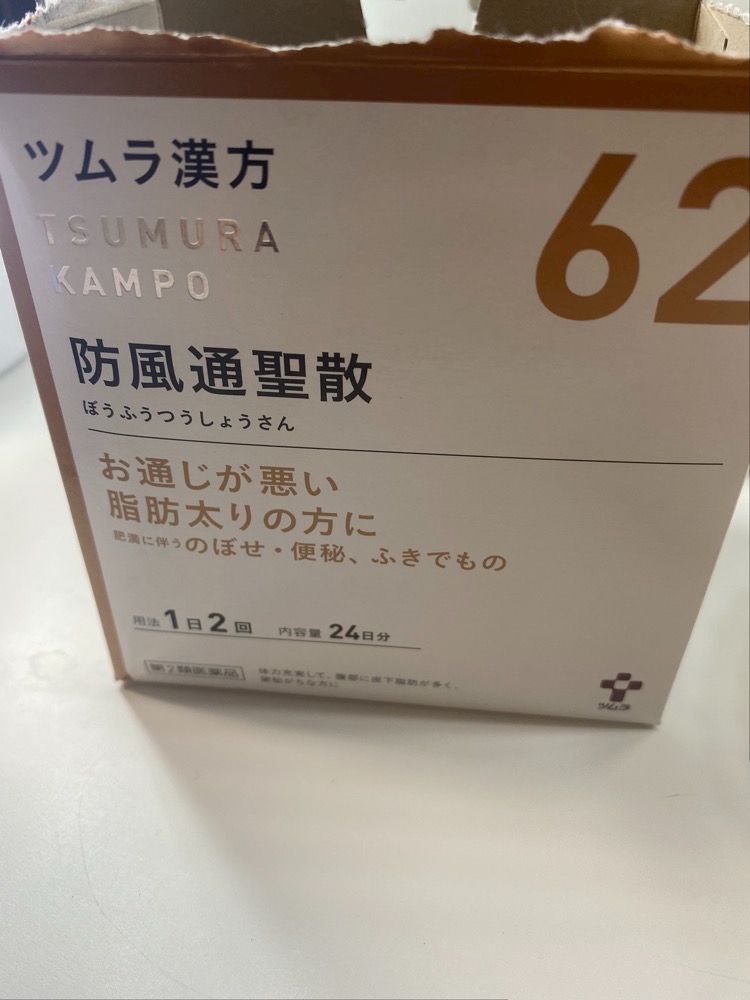 ツムラ漢方
TSUMURA
KAMPO
62
防風通聖散
ぼうふうつうしょうさん
お通じが悪い
脂肪太りの方に
肥満に伴うのぼせ・便秘、ふきでもの
用法1日2回 内容量 24日分
第2類医薬品
体力充実して、腹部に皮下脂肪が多く、
便秘がちな方に
ツムラ